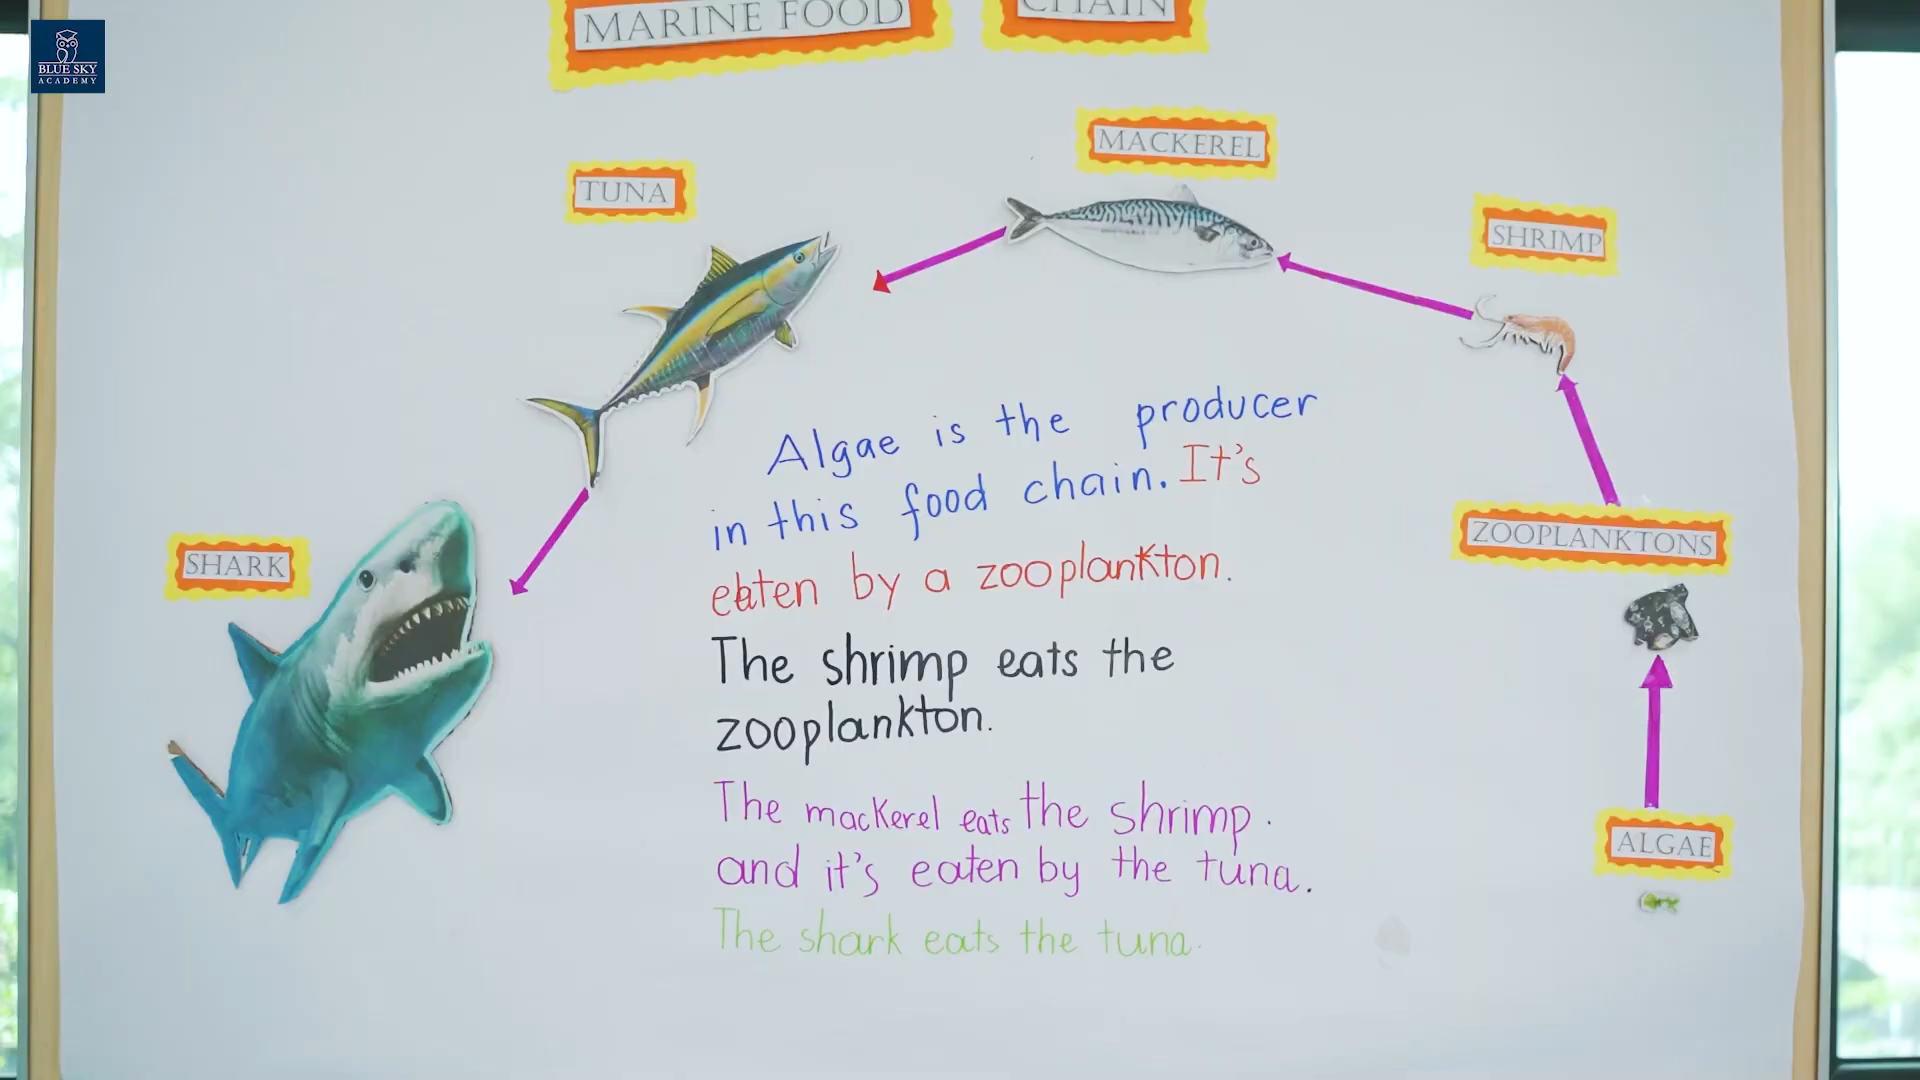 BLUE SKY
ACADEMY
MARINE FOOD CHAIN
MACKEREL
TUNA
SHRIMP
ZOOPLANKTONS
SHARK
ALGAE
Algae is the producer
in this food chain. It's
eaten by a zooplankton.
The shrimp eats the
zooplankton.
The mackerel eats the shrimp.
and it's eaten by the tuna.
The shark eats the tuna.